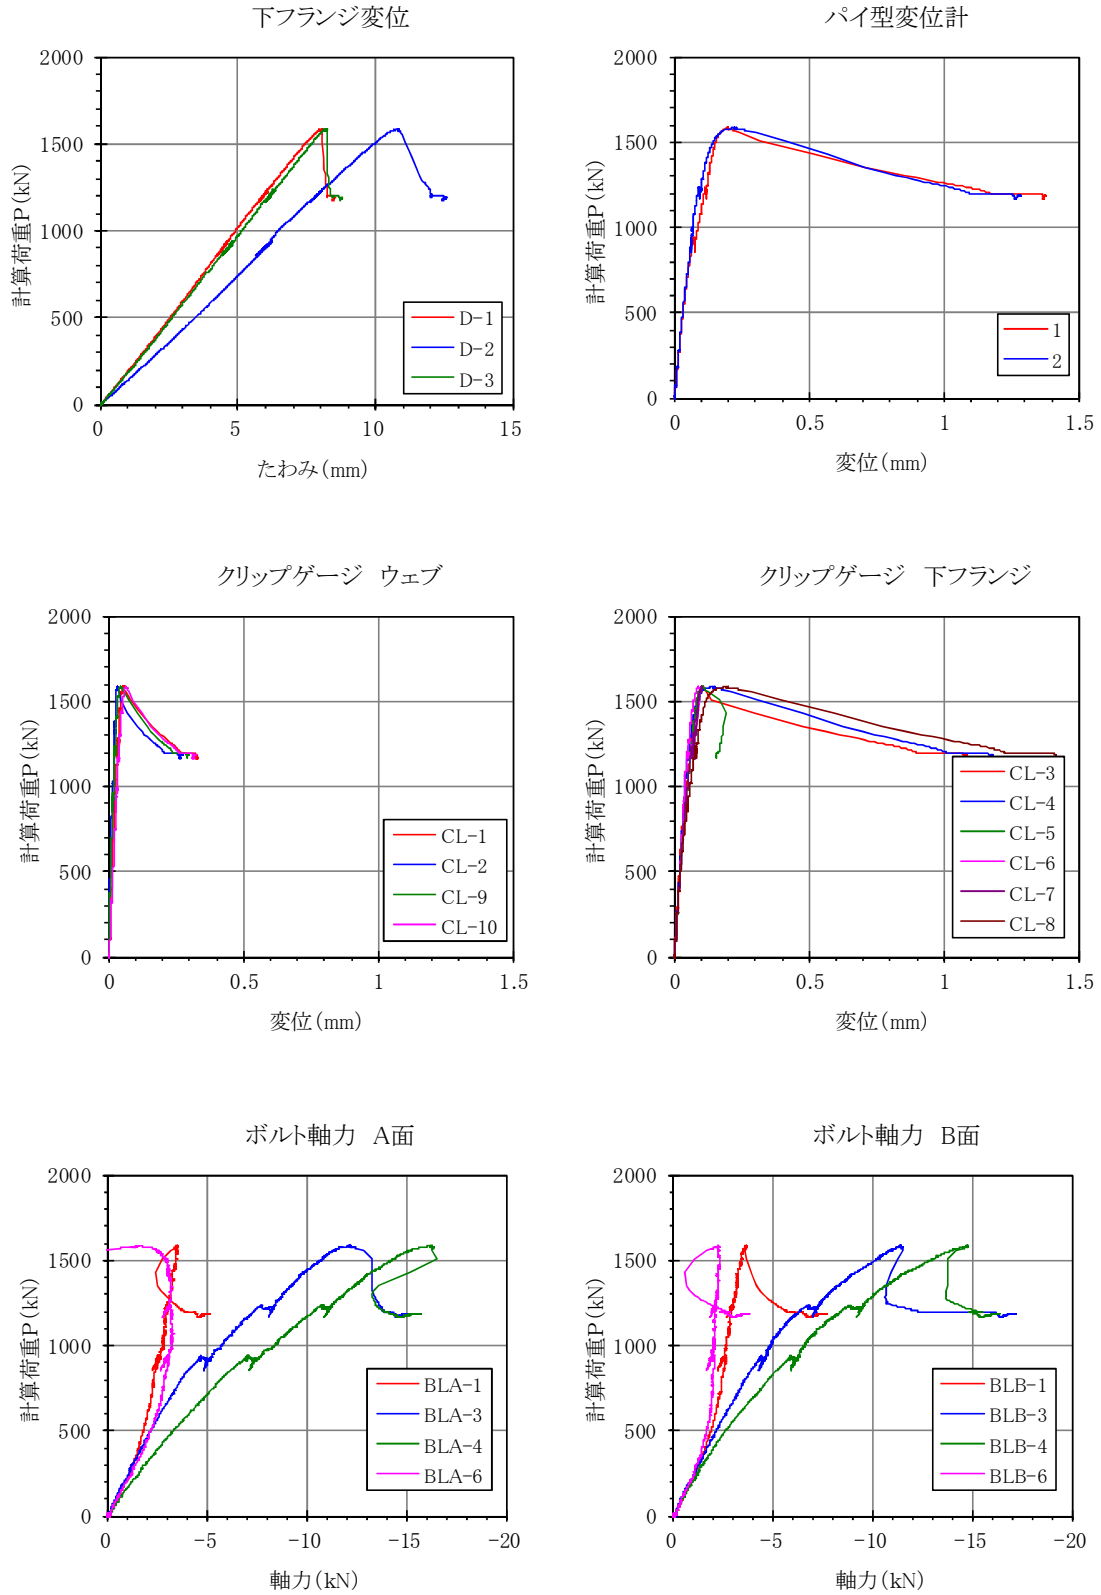 下フランジ変位
2000
1500
1000
500
0
計算荷重P(kN)
D-1
D-2
D-3
0 5 10 15
たわみ(mm)
パイ型変位計
2000
1500
1000
500
0
計算荷重P(kN)
1
2
0 0.5 1 1.5
変位(mm)
クリップゲージ　ウェブ
2000
1500
1000
500
0
計算荷重P(kN)
CL-1
CL-2
CL-9
CL-10
0 0.5 1 1.5
変位(mm)
クリップゲージ　下フランジ
2000
1500
1000
500
0
計算荷重P(kN)
CL-3
CL-4
CL-5
CL-6
CL-7
CL-8
0 0.5 1 1.5
変位(mm)
ボルト軸力　A面
2000
1500
1000
500
0
計算荷重P(kN)
BLA-1
BLA-3
BLA-4
BLA-6
0 -5 -10 -15 -20
軸力(kN)
ボルト軸力　B面
2000
1500
1000
500
0
計算荷重P(kN)
BLB-1
BLB-3
BLB-4
BLB-6
0 -5 -10 -15 -20
軸力(kN)